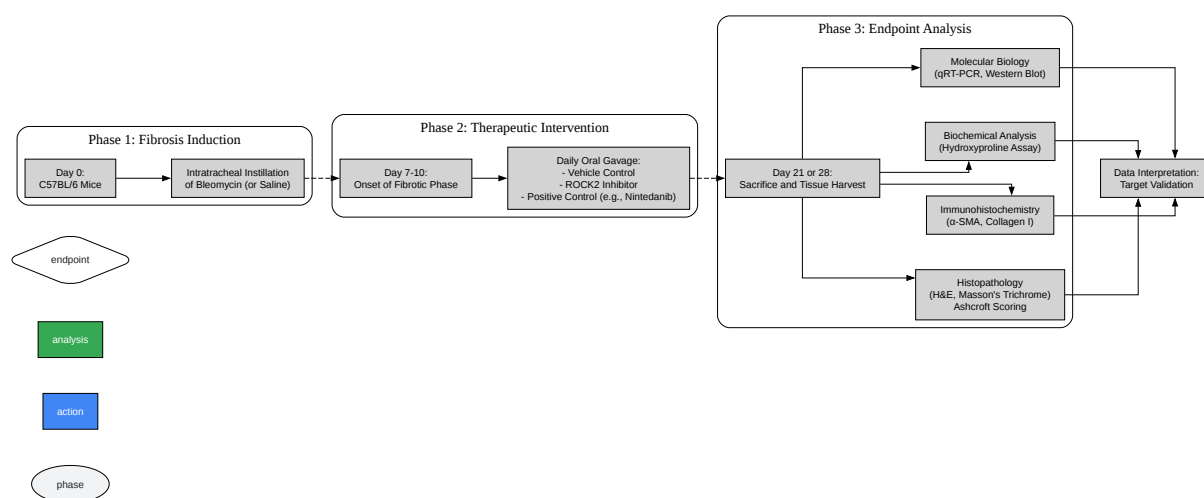 Phase 1: Fibrosis Induction
Day 0:
C57BL/6 Mice
Intratracheal Instillation
of Bleomycin (or Saline)
Phase 2: Therapeutic Intervention
Day 7-10:
Onset of Fibrotic Phase
Daily Oral Gavage:
- Vehicle Control
- ROCK2 Inhibitor
- Positive Control (e.g., Nintedanib)
Phase 3: Endpoint Analysis
Day 21 or 28:
Sacrifice and Tissue Harvest
Molecular Biology
(qRT-PCR, Western Blot)
Biochemical Analysis
(Hydroxyproline Assay)
Immunohistochemistry
(α-SMA, Collagen I)
Histopathology
(H&E, Masson's Trichrome)
Ashcroft Scoring
Data Interpretation:
Target Validation
endpoint
analysis
action
phase